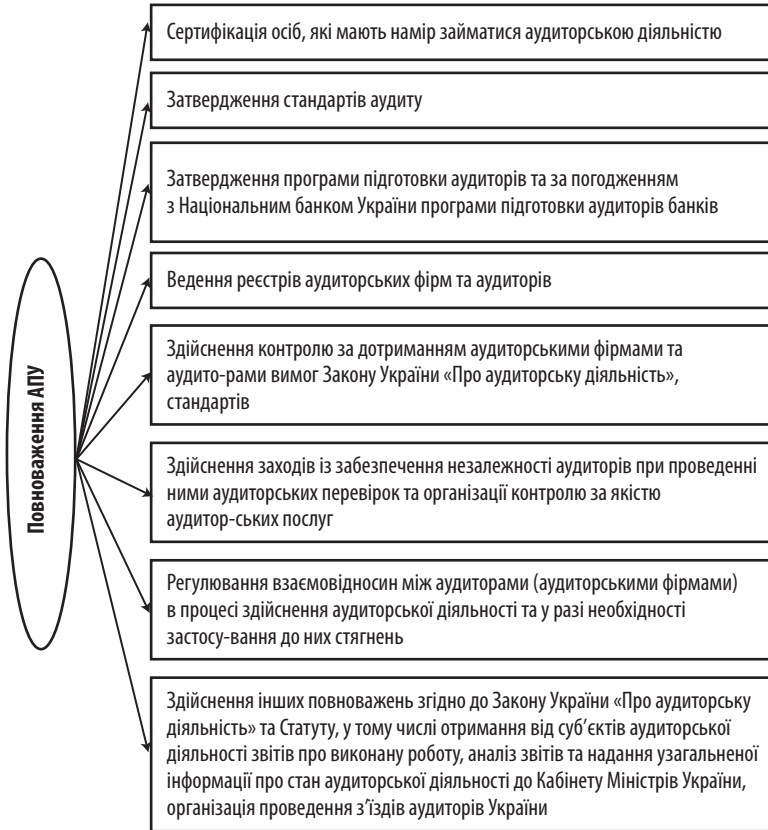 Повноваження АПУ
Сертифікація осіб, які мають намір займатися аудиторською діяльністю
Затвердження стандартів аудиту
Затвердження програми підготовки аудиторів та за погодженням
з Національним банком України програми підготовки аудиторів банків
Ведення реєстрів аудиторських фірм та аудиторів
Здійснення контролю за дотриманням аудиторськими фірмами та
аудито-рами вимог Закону України «Про аудиторську діяльність»,
стандартів
Здійснення заходів із забезпечення незалежності аудиторів при проведенні
ними аудиторських перевірок та організації контролю за якістю
аудитор-ських послуг
Регулювання взаємовідносин між аудиторами (аудиторськими фірмами)
в процесі здійснення аудиторської діяльності та у разі необхідності
застосу-вання до них стягнень
Здійснення інших повноважень згідно до Закону України «Про аудиторську
діяльність» та Статуту, у тому числі отримання від суб’єктів аудиторської
діяльності звітів про виконану роботу, аналіз звітів та надання узагальненої
інформації про стан аудиторської діяльності до Кабінету Міністрів України,
організація проведення з’їздів аудиторів України